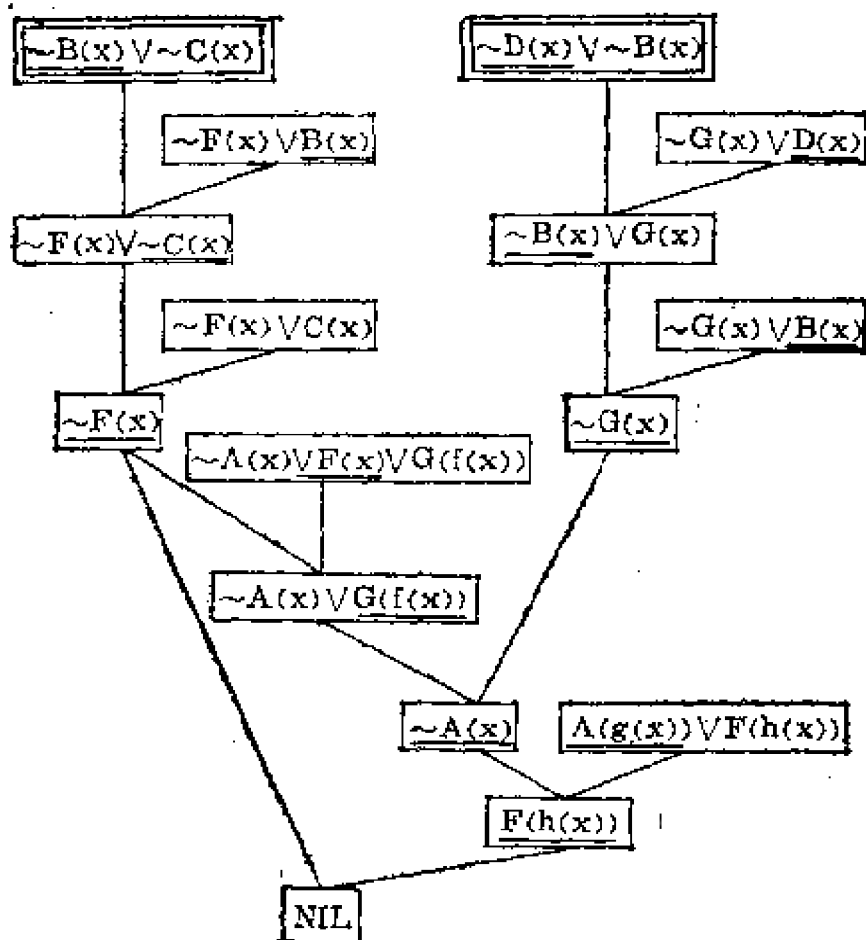 ~B(x)∨~C(x)
~D(x)∨~B(x)
~F(x)∨B(x)
~G(x)∨D(x)
~F(x)∨~C(x)
~B(x)∨G(x)
~F(x)∨C(x)
~G(x)∨B(x)
~F(x)
~G(x)
~A(x)∨F(x)∨G(f(x))
~A(x)∨G(f(x))
~A(x)
A(g(x))∨F(h(x))
F(h(x))
NIL